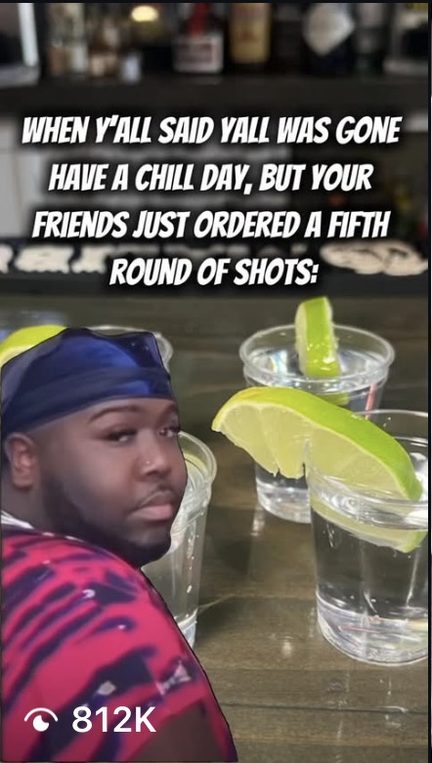 WHEN Y'ALL SAID YALL WAS GONE
HAVE A CHILL DAY, BUT YOUR
FRIENDS JUST ORDERED A FIFTH
ROUND OF SHOTS:
812K